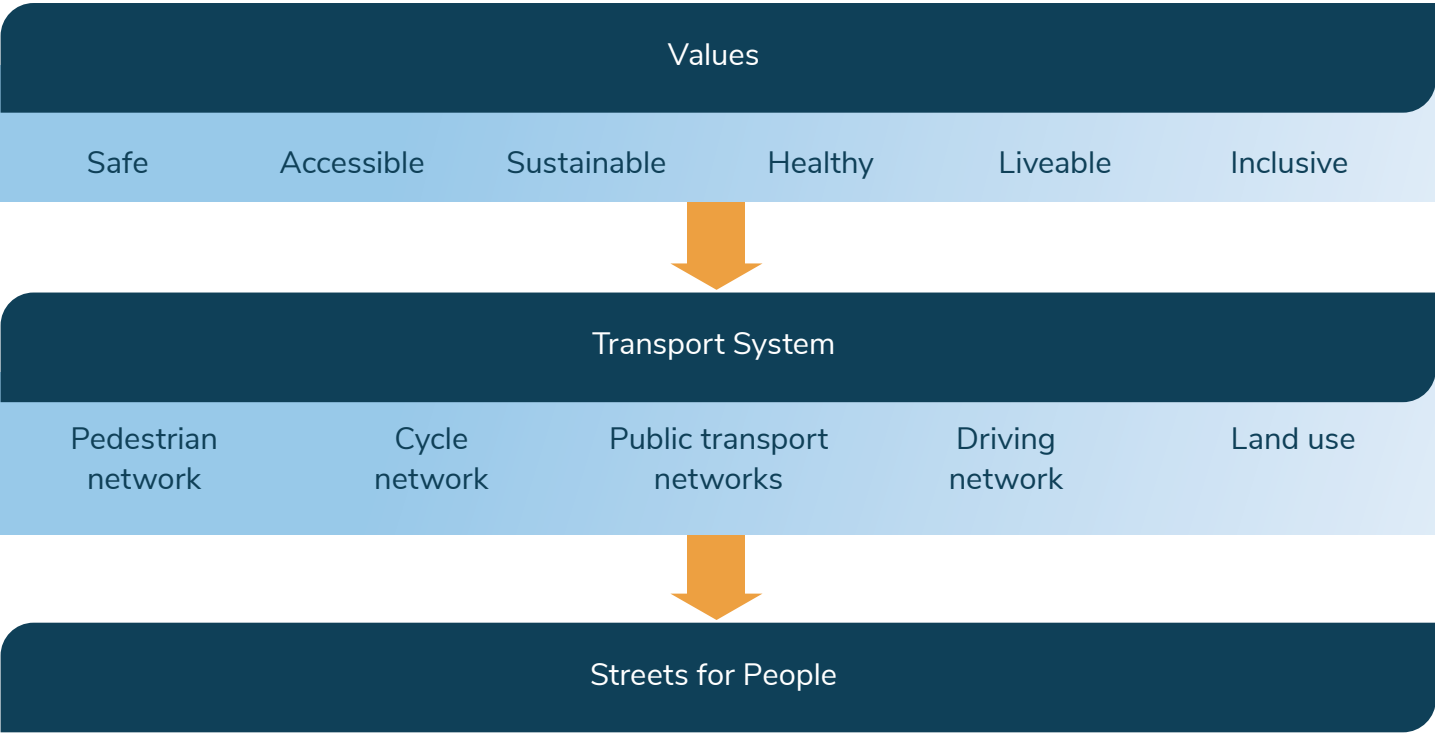 Values
Safe Accessible Sustainable Healthy Liveable Inclusive
Transport System
Pedestrian Cycle Public transport Driving Land use
network network networks network
Streets for People